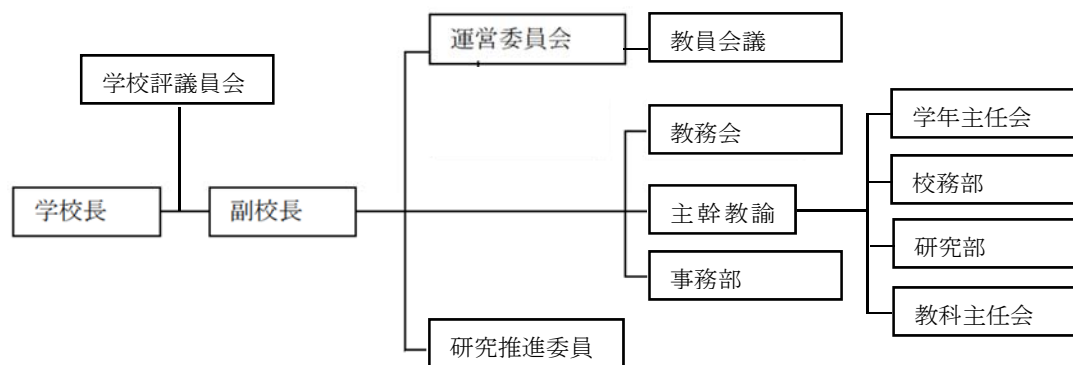 運営委員会
教員会議
学校評議員会
学年主任会
教務会
校務部
学校長
副校長
主幹教諭
研究部
事務部
教科主任会
研究推進委員